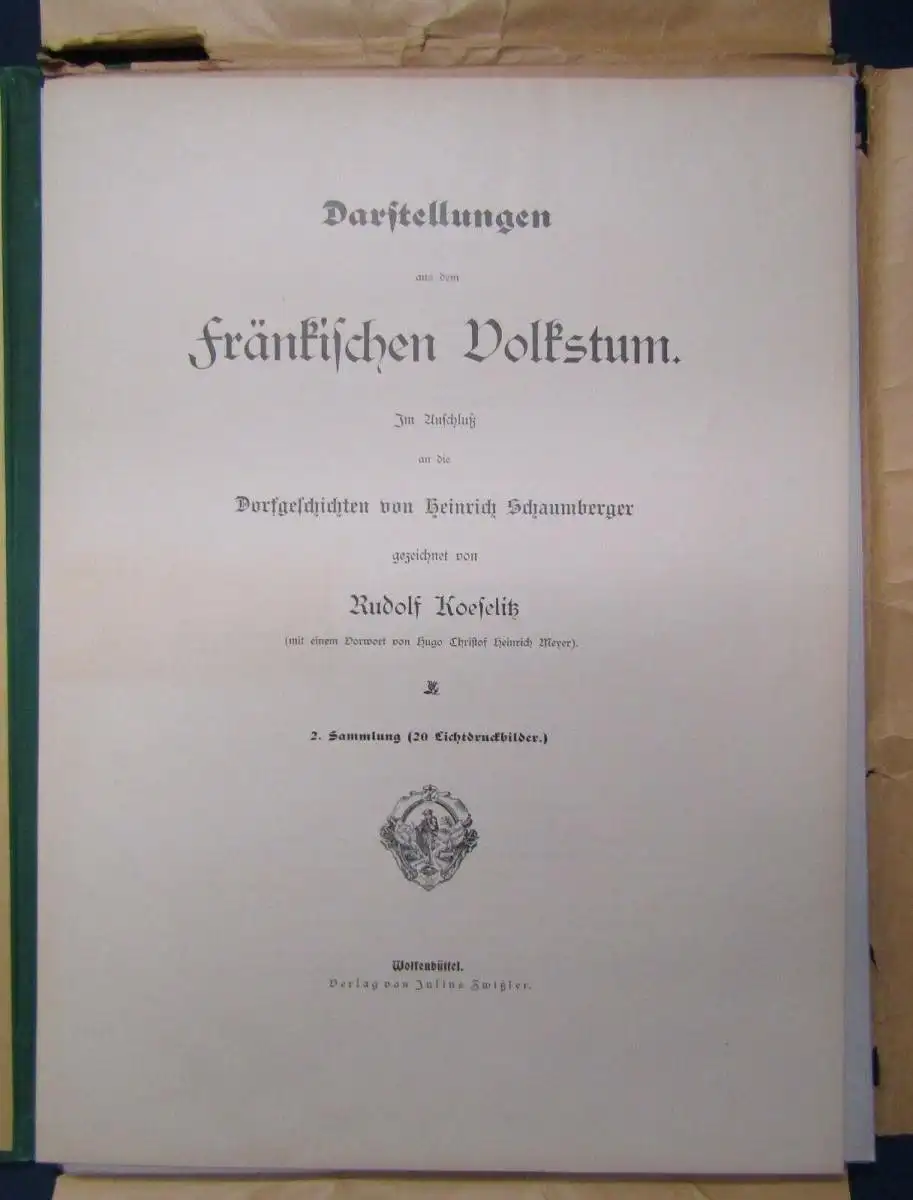 Darſtellungen
aus dem
Fränkiſchen Volkstum.
Im Anſchluß
an die
Dorfgeſchichten von Heinrich Schaumberger
gezeichnet von
Rudolf Koeſelitz
(mit einem Vorwort von Hugo Chriſtof Heinrich Meyer).
2. Sammlung (20 Lichtdruckbilder.)
Wolfenbüttel.
Verlag von Julius Zwißler.